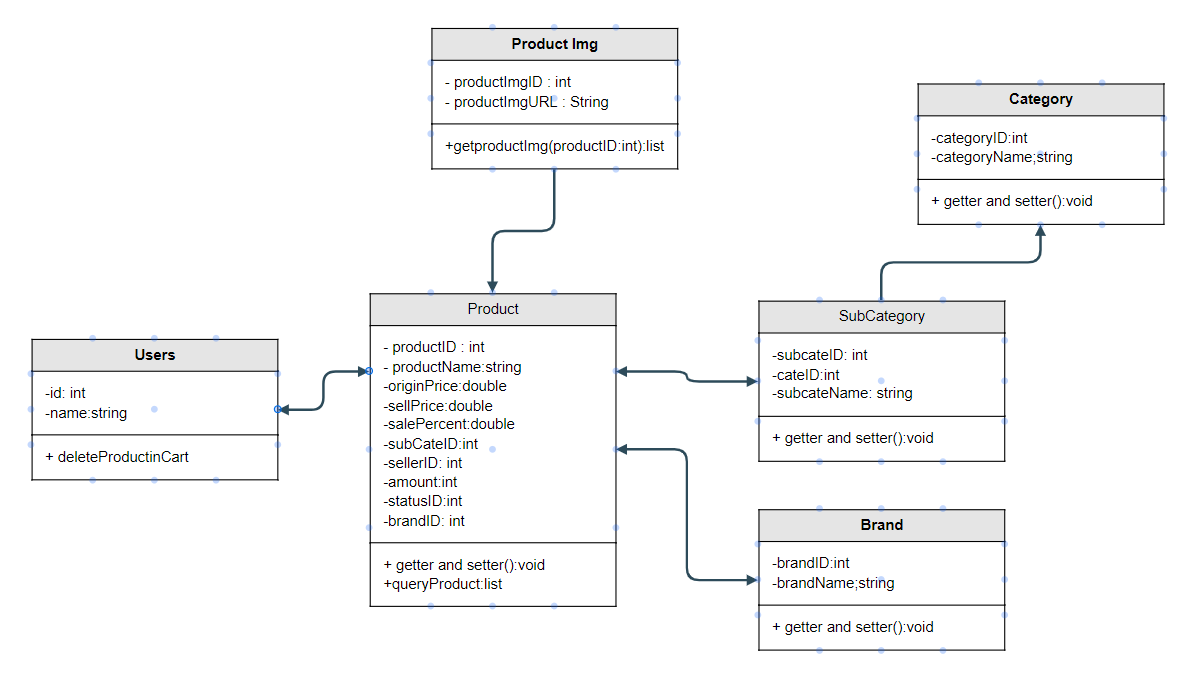 Product Img
- productImgID : int
- productImgURL : String
+getproductImg(productID:int):list
Category
-categoryID:int
-categoryName;string
+ getter and setter():void
Product
- productID : int
- productName:string
-originPrice:double
-sellPrice:double
-salePercent:double
-subCateID:int
-sellerID: int
-amount:int
-statusID:int
-brandID: int
+ getter and setter():void
+queryProduct:list
SubCategory
-subcateID: int
-cateID:int
-subcateName: string
+ getter and setter():void
Users
-id: int
-name:string
+ deleteProductinCart
Brand
-brandID:int
-brandName;string
+ getter and setter():void